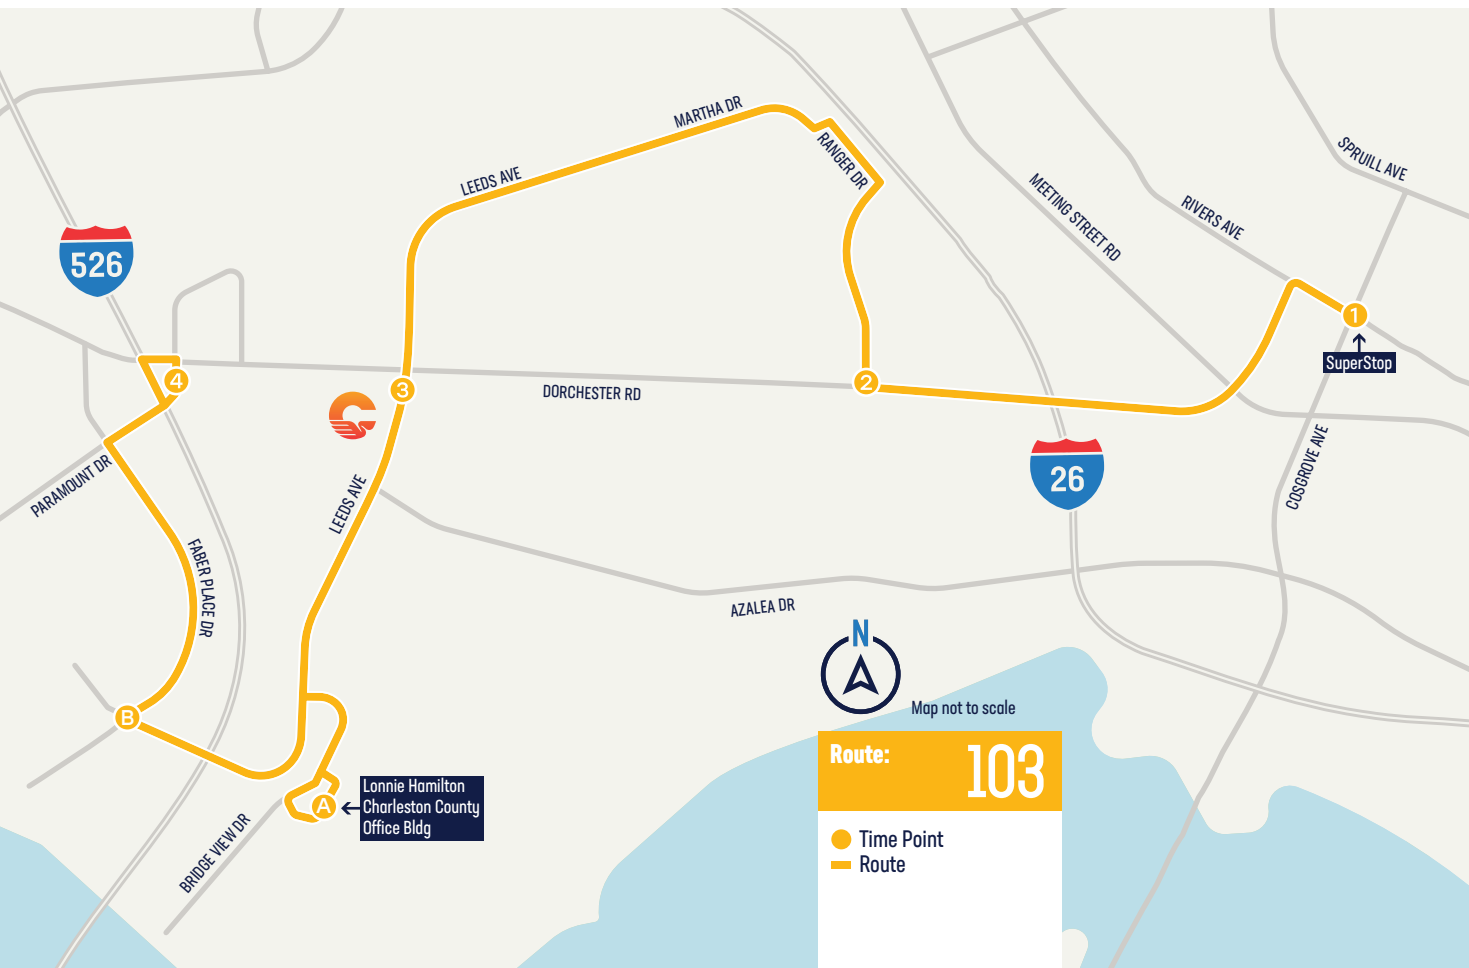 MARTHA DR
LEEDS AVE
RANGER DR
SPRUILL AVE
MEETING STREET RD
RIVERS AVE
526
1
SuperStop
4
3
2
DORCHESTER RD
PARAMOUNT DR
LEEDS AVE
26
COSGROVE AVE
FABER PLACE DR
AZALEA DR
N
Map not to scale
B
A
Lonnie Hamilton
Charleston County
Office Bldg
BRIDGE VIEW DR
Route: 103
Time Point
Route